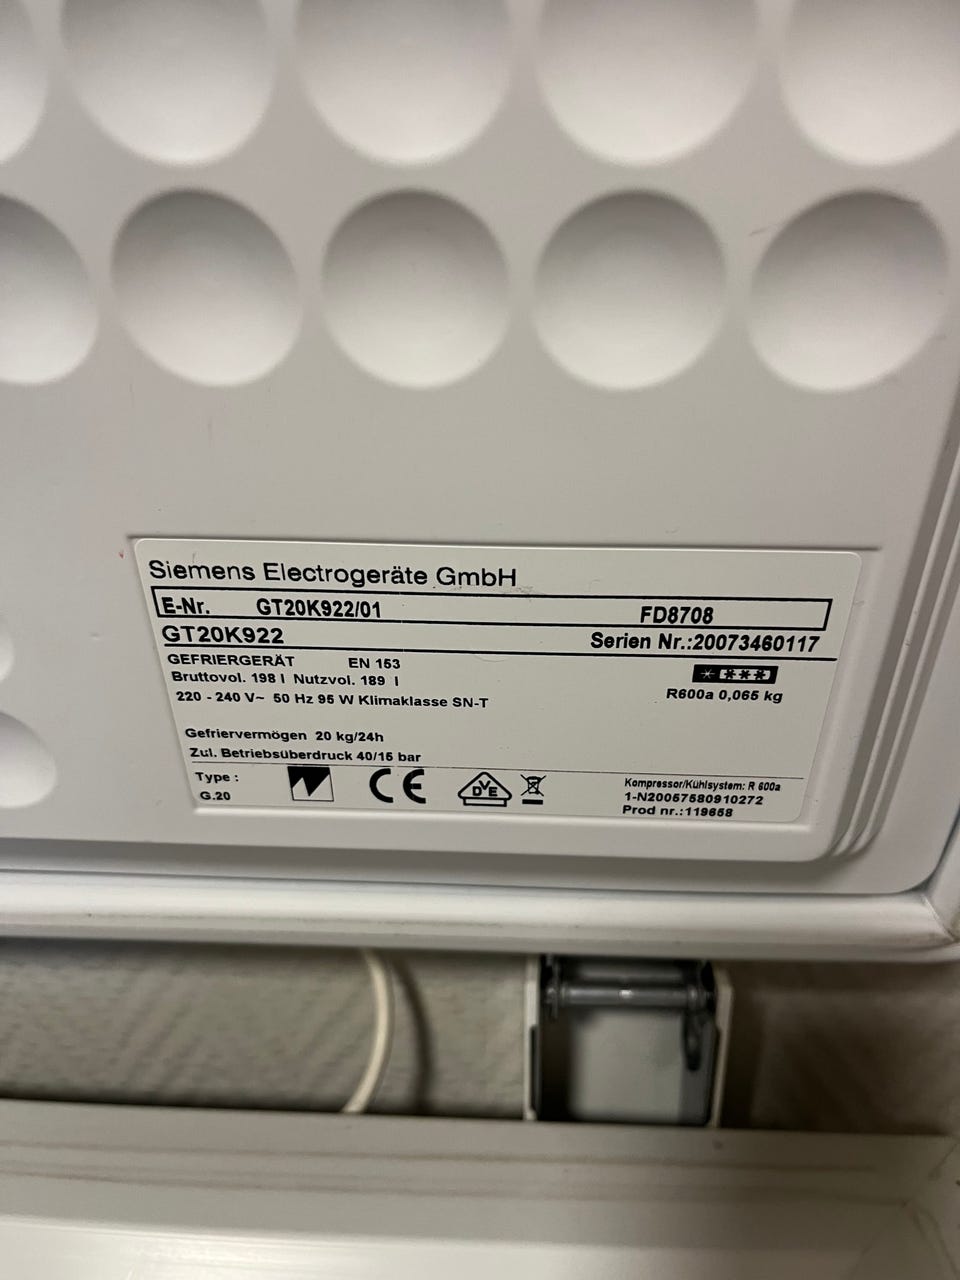 Siemens Electrogeräte GmbH
E-Nr. GT20K922/01 FD8708
GT20K922 Serien Nr.:20073460117
GEFRIERGERÄT EN 153
Bruttovol. 198 l Nutzvol. 189 l
220 - 240 V~ 50 Hz 95 W Klimaklasse SN-T
R600a 0,065 kg
Gefriervermögen 20 kg/24h
Zul. Betriebsüberdruck 40/15 bar
Type :
G.20
CE
DVE
Kompressor/Kühlsystem: R 600a
1-N20057580910272
Prod nr.:119658